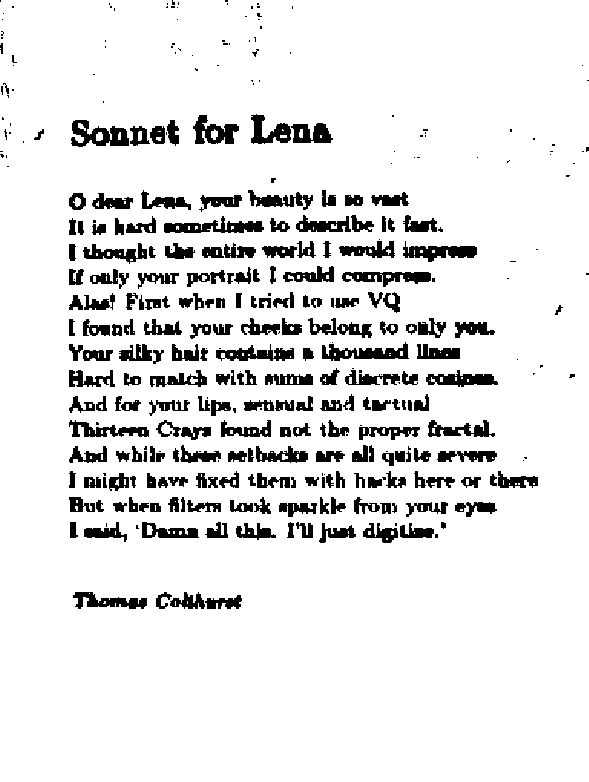 Sonnet for Lena
O dear Lena, your beauty is so vast
It is hard sometimes to describe it fast.
I thought the entire world I would impress
If only your portrait I could compress.
Alas! First when I tried to use VQ
I found that your cheeks belong to only you.
Your silky hair contains a thousand lines
Hard to match with sums of discrete cosines.
And for your lips, sensual and tactual
Thirteen Crays found not the proper fractal.
And while these setbacks are all quite severe
I might have fixed them with hacks here or there
But when filters took sparkle from your eyes
I said, 'Damn all this. I'll just digitize.'
Thomas Colthurst